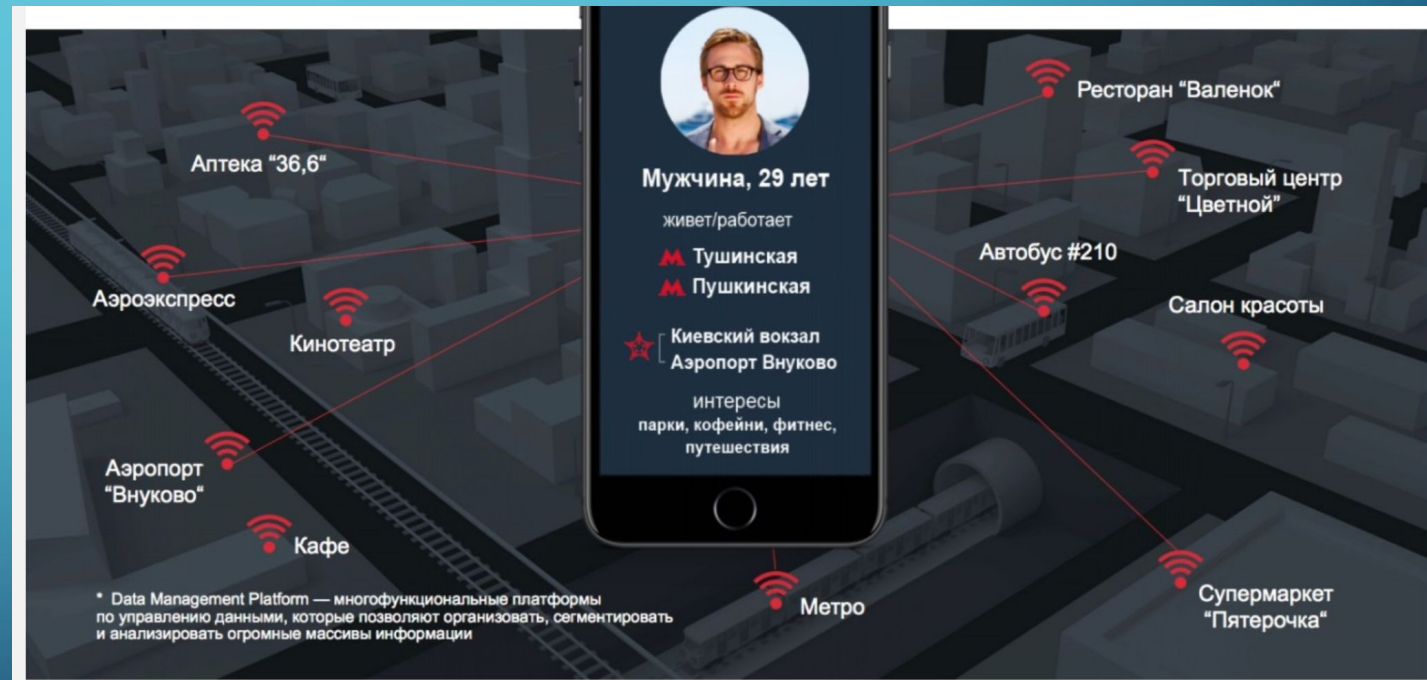 Аптека “36,6“
Аэроэкспресс
Кинотеатр
Аэропорт
“Внуково“
Кафе
* Data Management Platform — многофункциональные платформы
по управлению данными, которые позволяют организовать, сегментировать
и анализировать огромные массивы информации
Мужчина, 29 лет
живет/работает
Тушинская
Пушкинская
Киевский вокзал
Аэропорт Внуково
интересы
парки, кофейни, фитнес,
путешествия
Метро
Ресторан “Валенок“
Торговый центр
“Цветной“
Автобус #210
Салон красоты
Супермаркет
“Пятерочка“